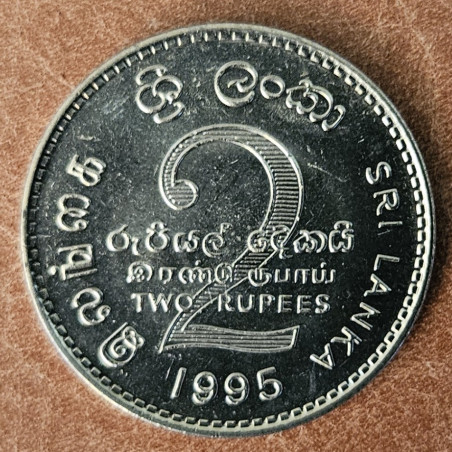 ශ්‍රී ලංකා
இலங்கை
SRI LANKA
2
රුපියල් දෙකයි
இரண்டு ரூபாய்
TWO RUPEES
1995